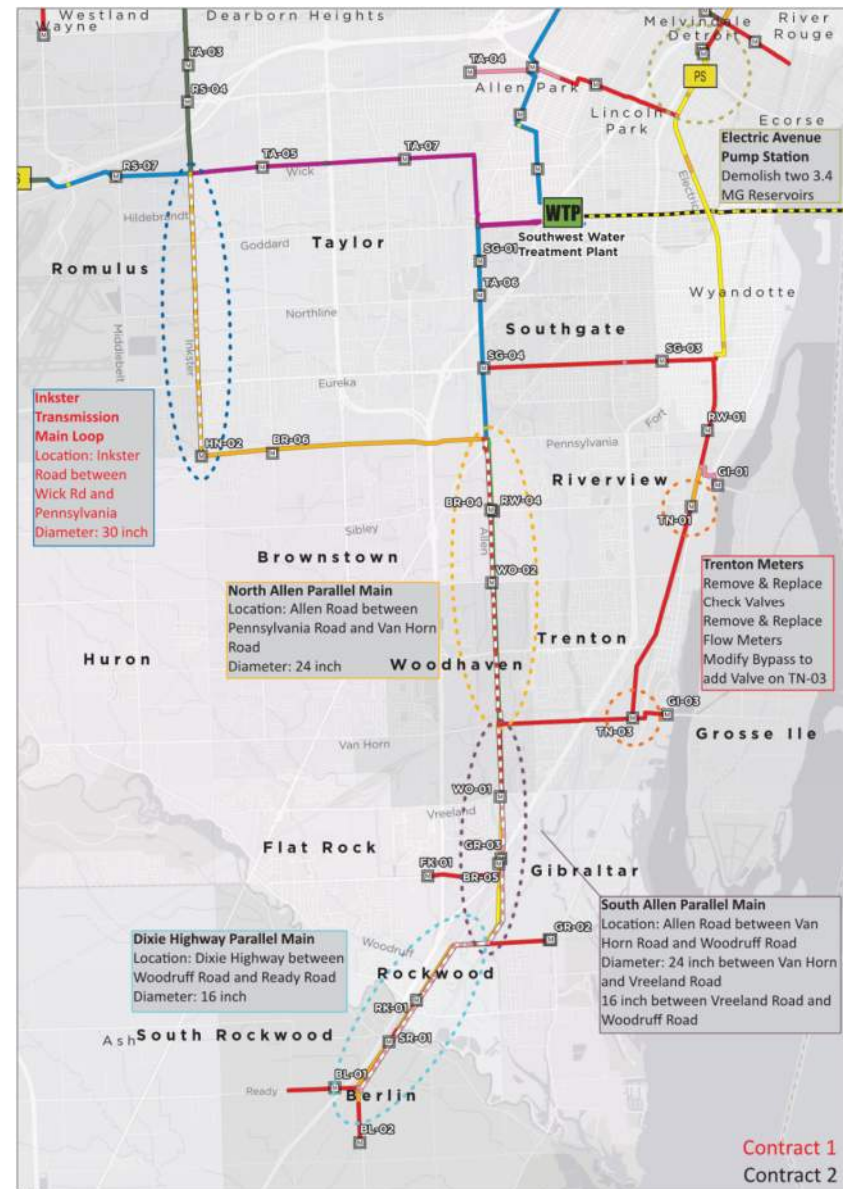 Westland
Dearborn Heights
Wayne
Melvindale
River
Rouge
Detroit
TA-03
RS-04
TA-04
Allen Park
PS
Lincoln
Park
Ecorse
Electric Avenue
Pump Station
Demolish two 3.4
MG Reservoirs
RS-07
TA-05
TA-07
Wick
Electric
Hildebrandt
WTP
Southwest Water
Treatment Plant
Goddard
Taylor
SG-01
Romulus
TA-06
Wyandotte
Northline
Southgate
Middlebelt
Inkster
SG-04
SG-03
Eureka
Fort
Inkster
Transmission
Main Loop
Location: Inkster
Road between
Wick Rd and
Pennsylvania
Diameter: 30 inch
HN-02
BR-06
Pennsylvania
RW-01
Riverview
GI-01
BR-04
RW-04
TN-01
Sibley
Allen
Brownstown
WO-02
North Allen Parallel Main
Location: Allen Road between
Pennsylvania Road and Van Horn
Road
Diameter: 24 inch
Trenton Meters
Remove & Replace
Check Valves
Remove & Replace
Flow Meters
Modify Bypass to
add Valve on TN-03
Trenton
Huron
Woodhaven
TN-03
GI-03
Grosse Ile
Van Horn
WO-01
Vreeland
Flat Rock
GR-03
FK-01
BR-05
Gibraltar
South Allen Parallel Main
Location: Allen Road between Van
Horn Road and Woodruff Road
Diameter: 24 inch between Van Horn
and Vreeland Road
16 inch between Vreeland Road and
Woodruff Road
Dixie Highway Parallel Main
Location: Dixie Highway between
Woodruff Road and Ready Road
Diameter: 16 inch
Woodruff
GR-02
Rockwood
RK-01
Ash
South Rockwood
SR-01
Ready
BL-01
Berlin
BL-02
Contract 1
Contract 2